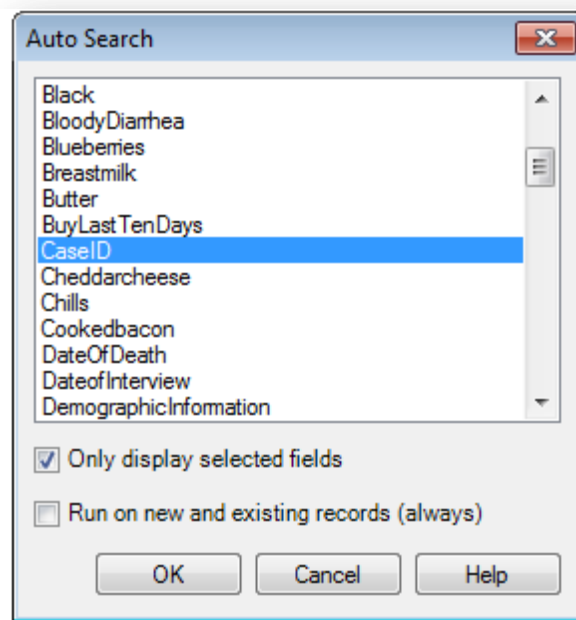 Auto Search
Black
BloodyDiarrhea
Blueberries
Breastmilk
Butter
BuyLastTenDays
CaseID
Cheddarcheese
Chills
Cookedbacon
DateOfDeath
DateofInterview
DemographicInformation
Only display selected fields
Run on new and existing records (always)
OK Cancel Help